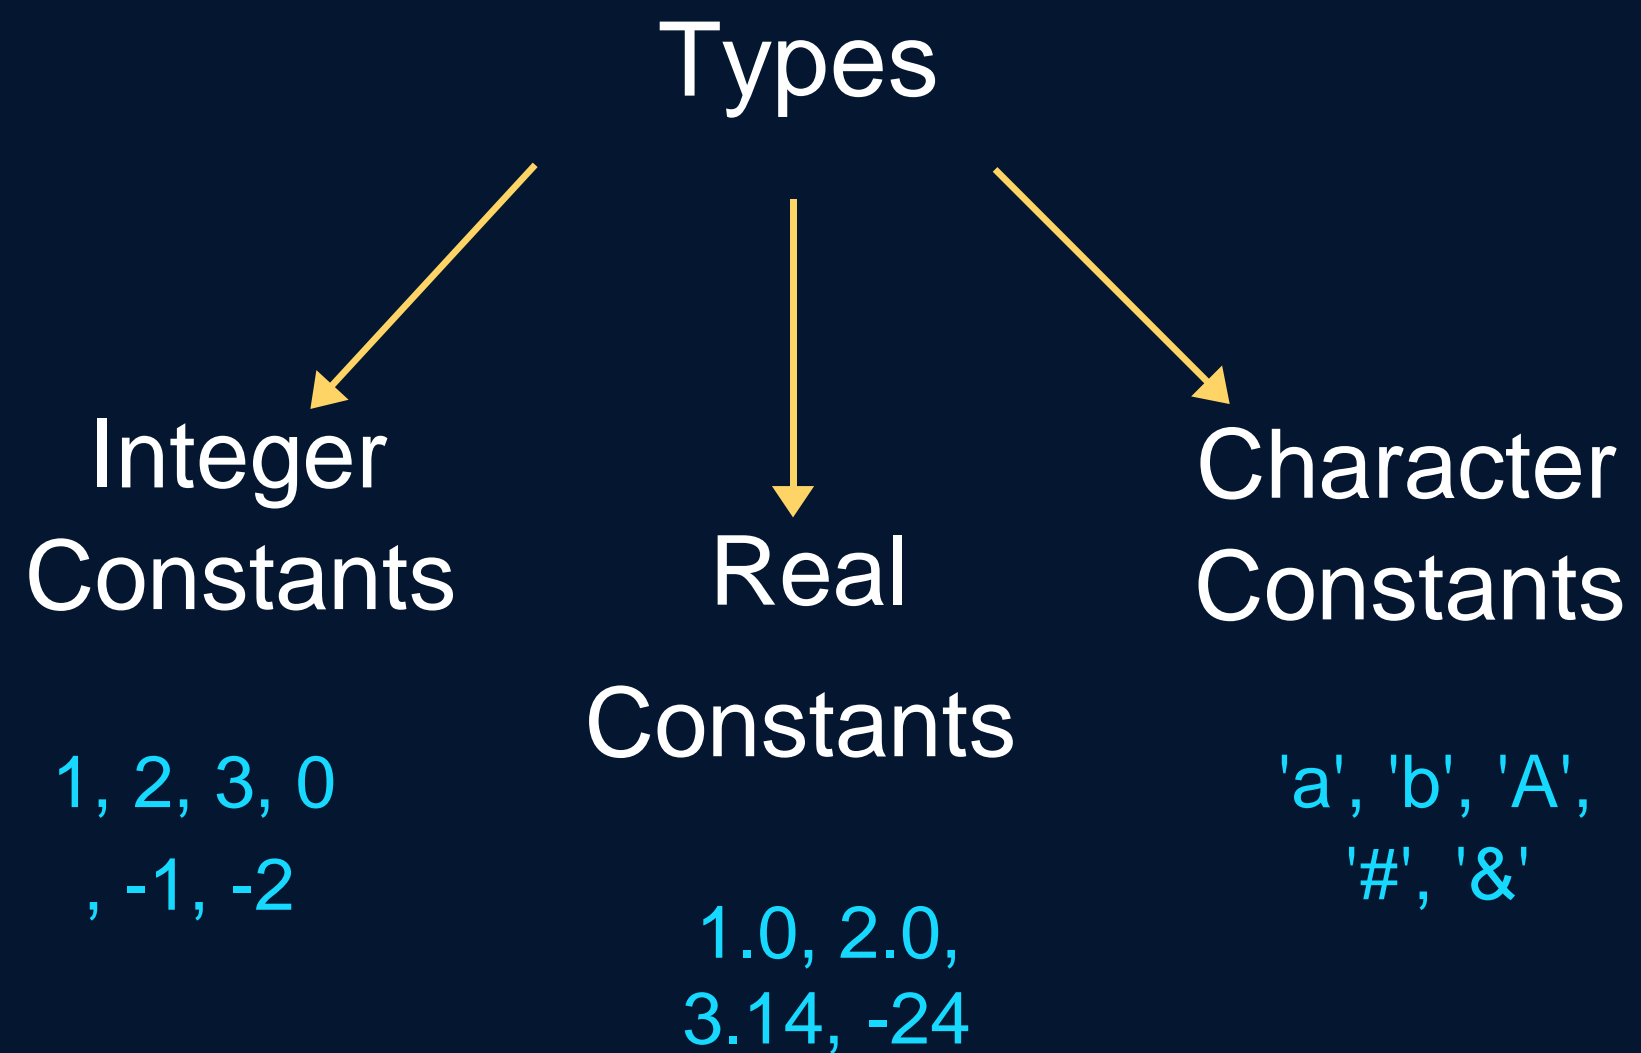 Types
Integer
Constants
1, 2, 3, 0
, -1, -2
Real
Constants
1.0, 2.0,
3.14, -24
Character
Constants
'a', 'b', 'A',
'#', '&'